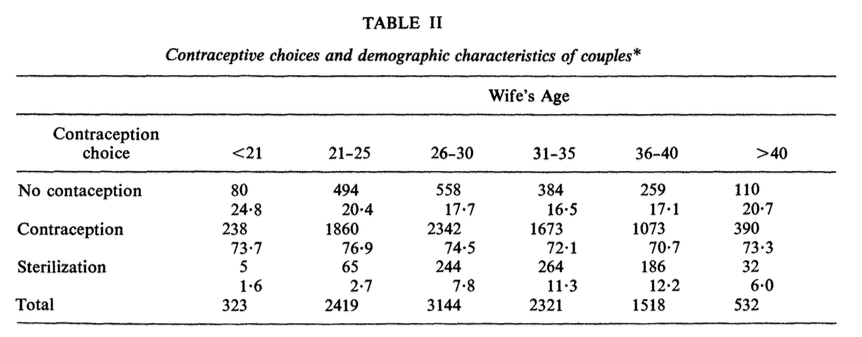 TABLE II
Contraceptive choices and demographic characteristics of couples*
Wife's Age
Contraception
choice <21 21–25 26–30 31–35 36–40 >40
No contaception 80 494 558 384 259 110
24·8 20·4 17·7 16·5 17·1 20·7
Contraception 238 1860 2342 1673 1073 390
73·7 76·9 74·5 72·1 70·7 73·3
Sterilization 5 65 244 264 186 32
1·6 2·7 7·8 11·3 12·2 6·0
Total 323 2419 3144 2321 1518 532